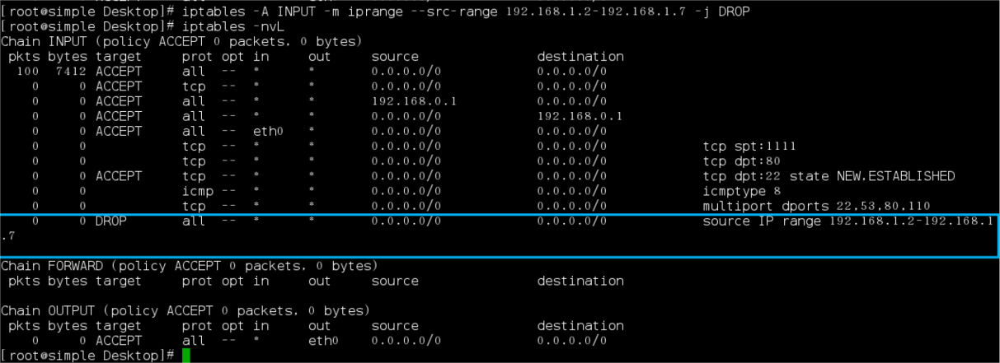 [root@simple Desktop]# iptables -A INPUT -m iprange --src-range 192.168.1.2-192.168.1.7 -j DROP
[root@simple Desktop]# iptables -nvL
Chain INPUT (policy ACCEPT 0 packets, 0 bytes)
pkts bytes target prot opt in out source destination
100 7412 ACCEPT all -- * * 0.0.0.0/0 0.0.0.0/0
0 0 ACCEPT tcp -- * * 0.0.0.0/0 0.0.0.0/0
0 0 ACCEPT all -- * * 192.168.0.1 0.0.0.0/0
0 0 ACCEPT all -- * * 0.0.0.0/0 192.168.0.1
0 0 ACCEPT all -- eth0 * 0.0.0.0/0 0.0.0.0/0
0 0 tcp -- * * 0.0.0.0/0 0.0.0.0/0 tcp spt:1111
0 0 tcp -- * * 0.0.0.0/0 0.0.0.0/0 tcp dpt:80
0 0 ACCEPT tcp -- * * 0.0.0.0/0 0.0.0.0/0 tcp dpt:22 state NEW,ESTABLISHED
0 0 icmp -- * * 0.0.0.0/0 0.0.0.0/0 icmptype 8
0 0 tcp -- * * 0.0.0.0/0 0.0.0.0/0 multiport dports 22,53,80,110
0 0 DROP all -- * * 0.0.0.0/0 0.0.0.0/0 source IP range 192.168.1.2-192.168.1
.7
Chain FORWARD (policy ACCEPT 0 packets, 0 bytes)
pkts bytes target prot opt in out source destination
Chain OUTPUT (policy ACCEPT 0 packets, 0 bytes)
pkts bytes target prot opt in out source destination
0 0 ACCEPT all -- * eth0 0.0.0.0/0 0.0.0.0/0
[root@simple Desktop]#